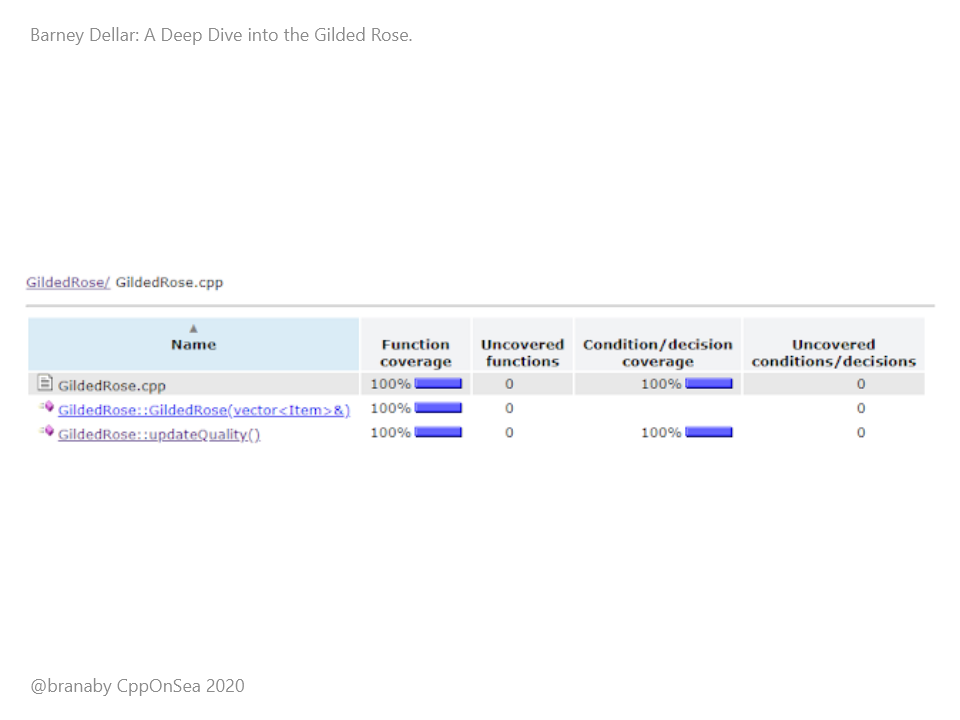 Barney Dellar: A Deep Dive into the Gilded Rose.
GildedRose/ GildedRose.cpp
Name Function coverage Uncovered functions Condition/decision coverage Uncovered conditions/decisions
GildedRose.cpp 100% 0 100% 0
GildedRose::GildedRose(vector<Item>&) 100% 0 0
GildedRose::updateQuality() 100% 0 100% 0
@branaby CppOnSea 2020